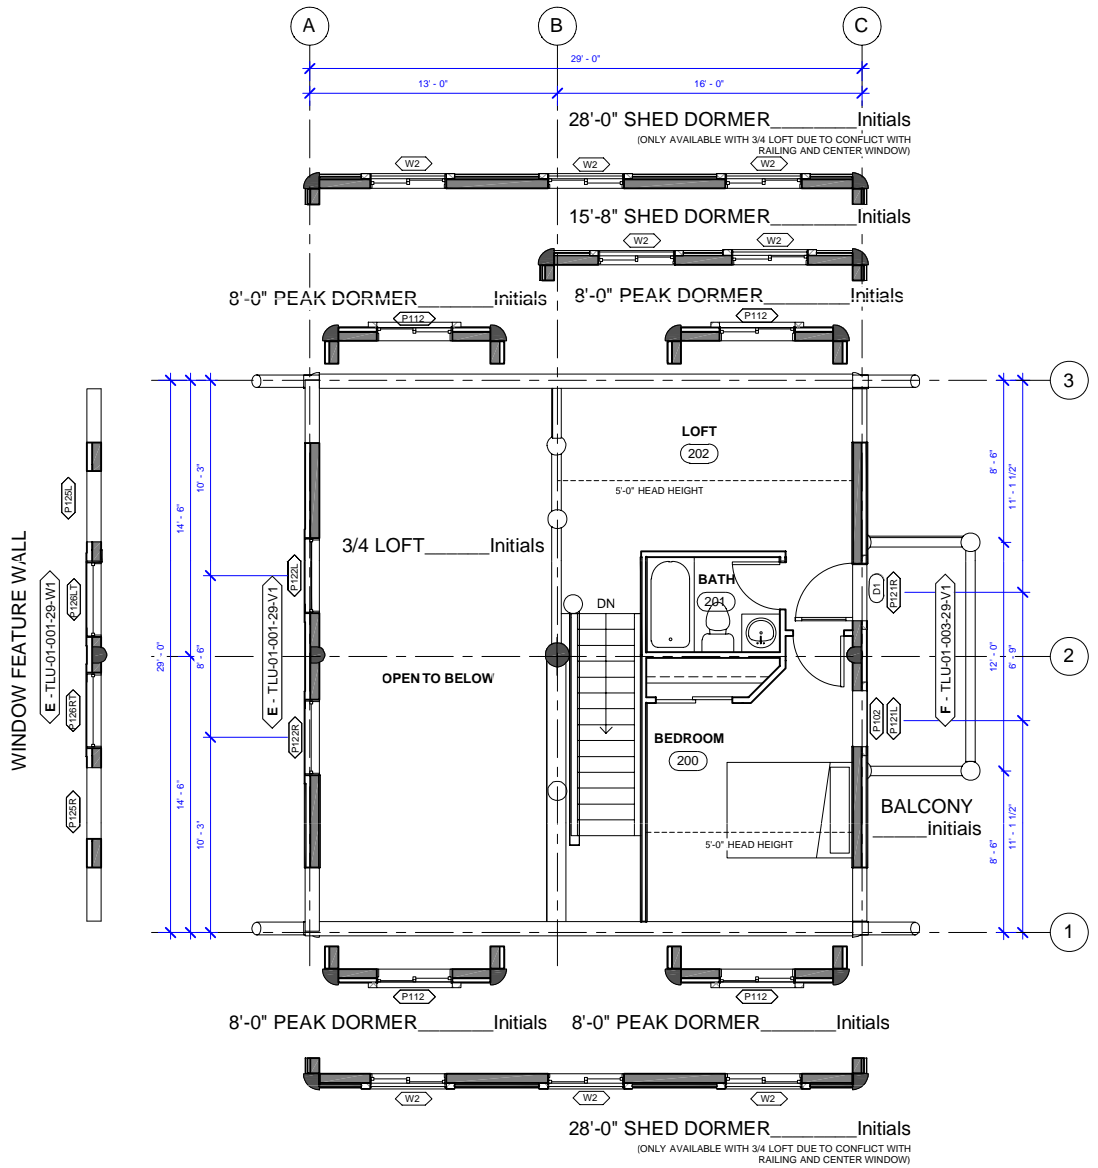 A
B
C
29' - 0"
13' - 0"
16' - 0"
28'-0" SHED DORMER________Initials
(ONLY AVAILABLE WITH 3/4 LOFT DUE TO CONFLICT WITH
RAILING AND CENTER WINDOW)
W2
W2
W2
15'-8" SHED DORMER________Initials
W2
W2
8'-0" PEAK DORMER_______Initials
8'-0" PEAK DORMER_______Initials
P112
P112
3
LOFT
202
5'-0" HEAD HEIGHT
8' - 6"
11' - 1 1/2"
10' - 3"
14' - 6"
P125L
3/4 LOFT______Initials
WINDOW FEATURE WALL
E - TLU-01-001-29-W1
P126LT
P126RT
P125R
29' - 0"
8' - 6"
E - TLU-01-001-29-V1
P122L
P122R
BATH
201
DN
D1
P121R
F - TLU-01-003-29-V1
12' - 0"
6' - 9"
2
OPEN TO BELOW
P102
P121L
BEDROOM
200
14' - 6"
10' - 3"
5'-0" HEAD HEIGHT
BALCONY
_____Initials
8' - 6"
11' - 1 1/2"
1
P112
P112
8'-0" PEAK DORMER_______Initials
8'-0" PEAK DORMER_______Initials
W2
W2
W2
28'-0" SHED DORMER________Initials
(ONLY AVAILABLE WITH 3/4 LOFT DUE TO CONFLICT WITH
RAILING AND CENTER WINDOW)